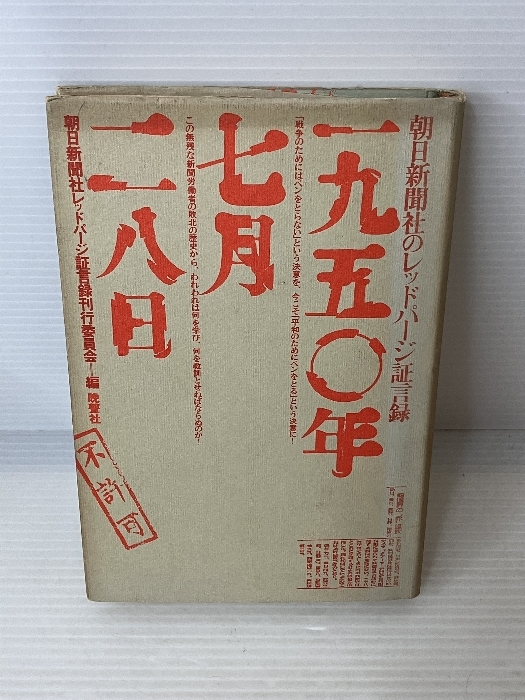 朝日新聞社のレッドパージ証言録
一九五〇年
「戦争のためにはペンをとらない」という決意を、今こそ「平和のためにペンをとる」という決意に!
七月
この無残な新聞労働者の敗北の歴史から、われわれは何を学び、何を教訓とせねばならぬのか!
二八日
朝日新聞社レッドパージ証言録刊行委員会―編 晩聲社
不許可